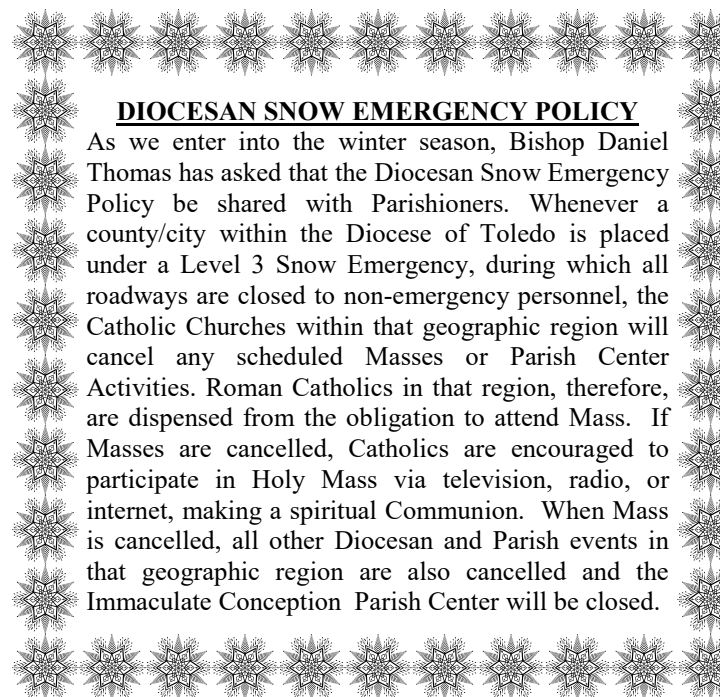 DIOCESAN SNOW EMERGENCY POLICY
As we enter into the winter season, Bishop Daniel
Thomas has asked that the Diocesan Snow Emergency
Policy be shared with Parishioners. Whenever a
county/city within the Diocese of Toledo is placed
under a Level 3 Snow Emergency, during which all
roadways are closed to non-emergency personnel, the
Catholic Churches within that geographic region will
cancel any scheduled Masses or Parish Center
Activities. Roman Catholics in that region, therefore,
are dispensed from the obligation to attend Mass.  If
Masses are cancelled, Catholics are encouraged to
participate in Holy Mass via television, radio, or
internet, making a spiritual Communion.  When Mass
is cancelled, all other Diocesan and Parish events in
that geographic region are also cancelled and the
Immaculate Conception  Parish Center will be closed.